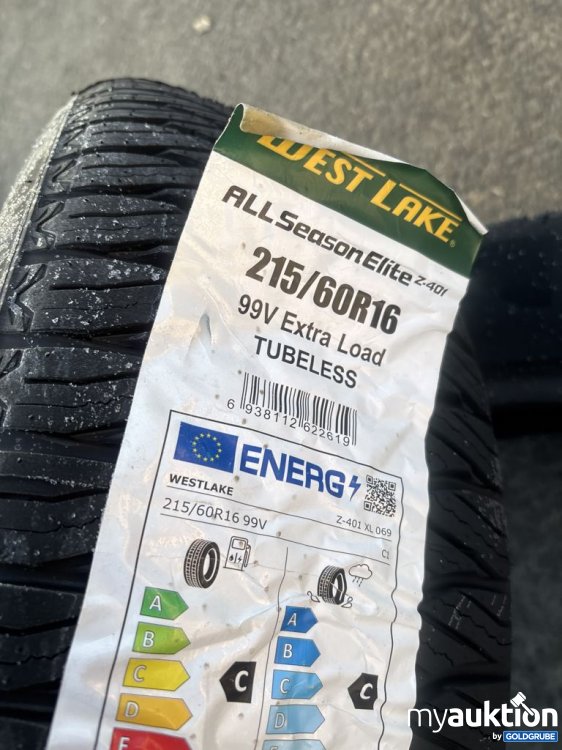 WEST LAKE®
ALL Season Elite Z-401
215/60R16
99V Extra Load
TUBELESS
6 938112 622619
ENERG
WESTLAKE
215/60R16 99V
Z-401 XL 069
C1
A
B
C
D
E
C
A
B
C
D
C
myauktion
by GOLDGRUBE